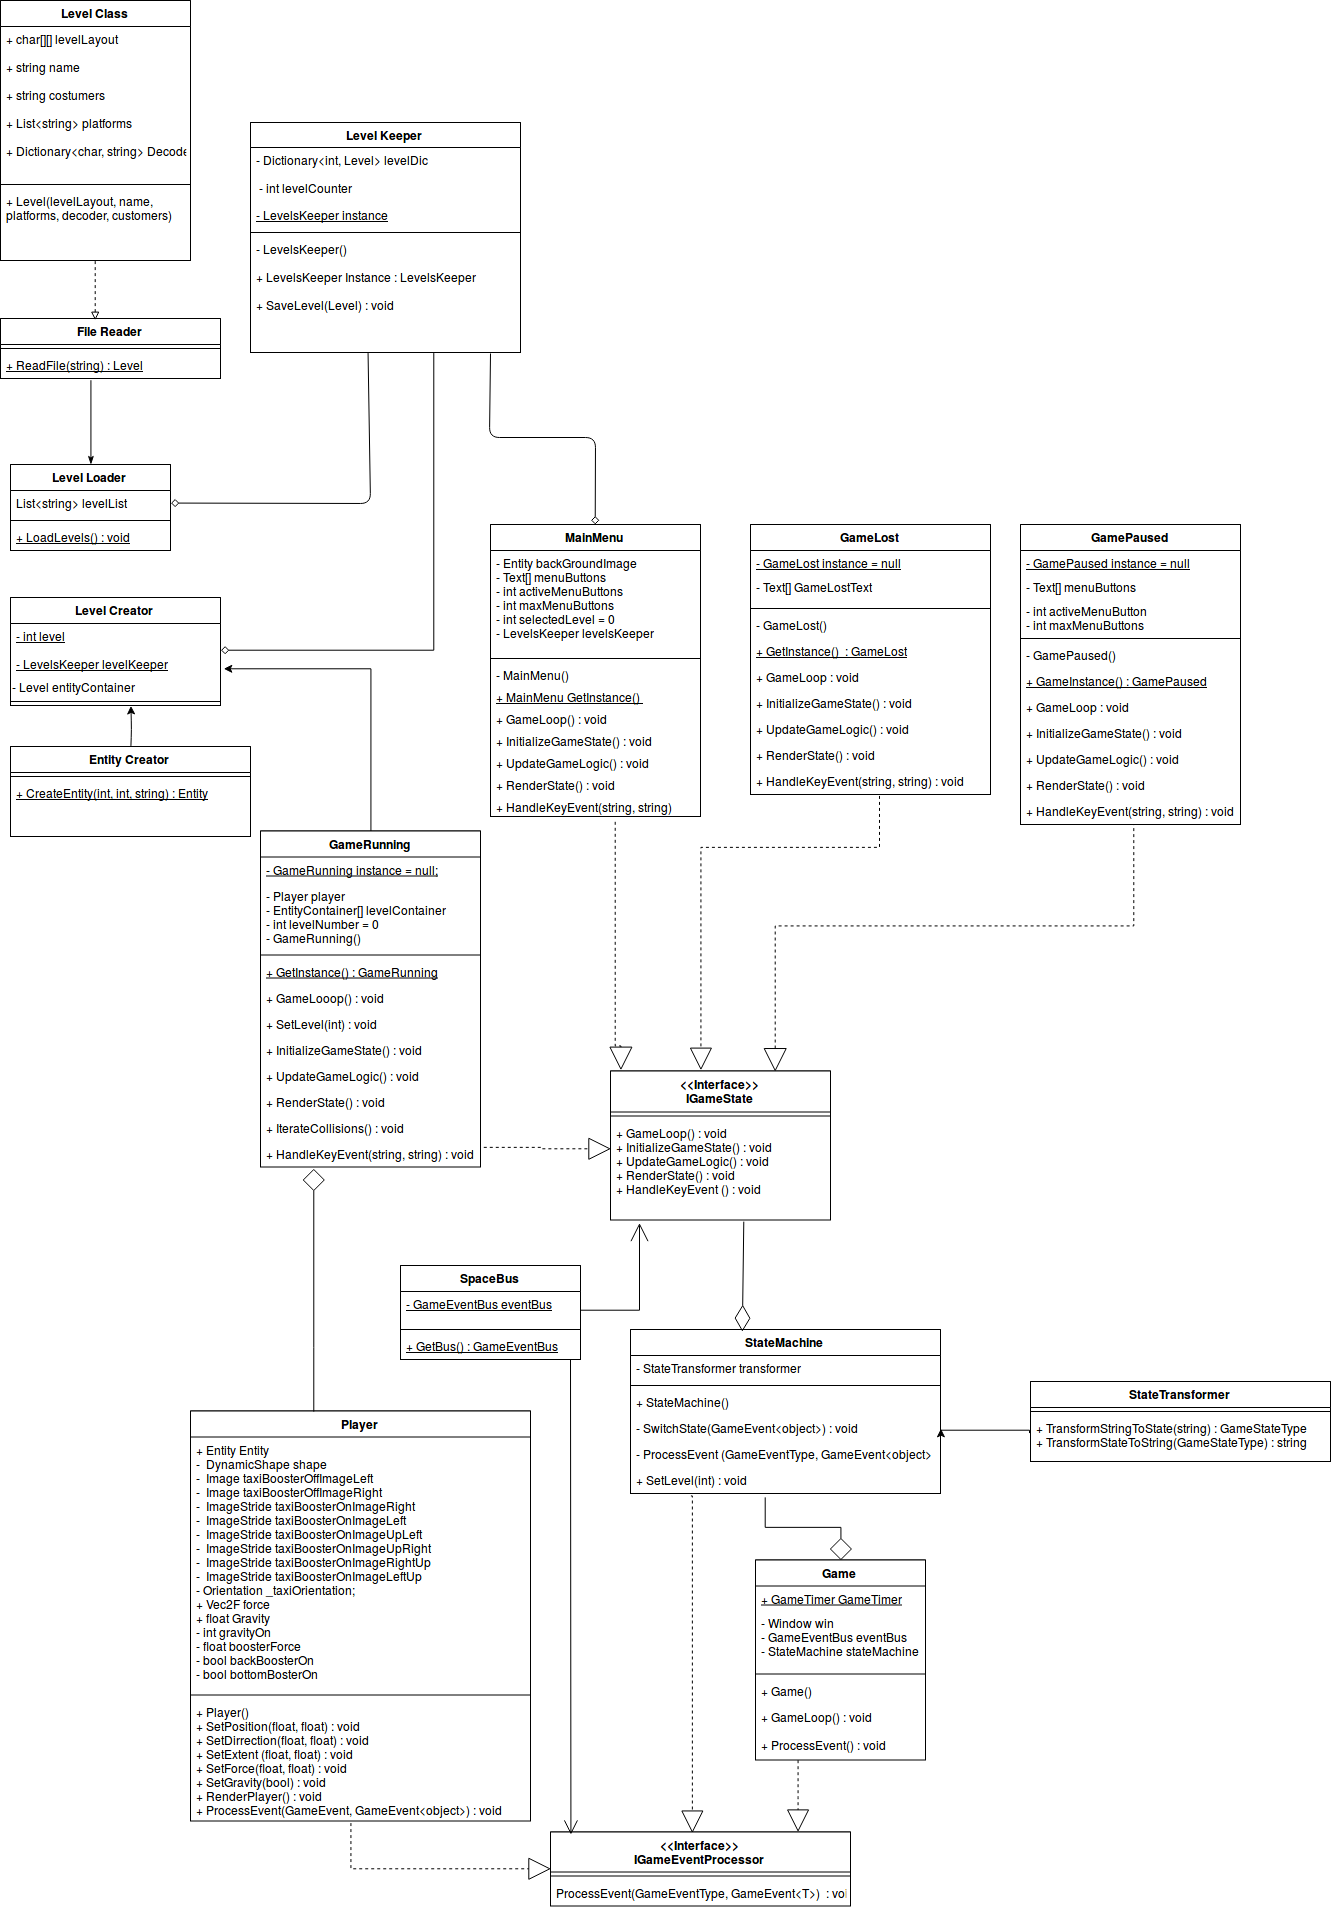 Level Class
+ char[][] levelLayout
+ string name
+ string costumers
+ List<string> platforms
+ Dictionary<char, string> Decode
+ Level(levelLayout, name,
platforms, decoder, customers)
Level Keeper
- Dictionary<int, Level> levelDic
- int levelCounter
- LevelsKeeper instance
- LevelsKeeper()
+ LevelsKeeper Instance : LevelsKeeper
+ SaveLevel(Level) : void
File Reader
+ ReadFile(string) : Level
Level Loader
List<string> levelList
+ LoadLevels() : void
Level Creator
- int level
- LevelsKeeper levelKeeper
- Level entityContainer
Entity Creator
+ CreateEntity(int, int, string) : Entity
MainMenu
- Entity backGroundImage
- Text[] menuButtons
- int activeMenuButtons
- int maxMenuButtons
- int selectedLevel = 0
- LevelsKeeper levelsKeeper
- MainMenu()
+ MainMenu GetInstance()
+ GameLoop() : void
+ InitializeGameState() : void
+ UpdateGameLogic() : void
+ RenderState() : void
+ HandleKeyEvent(string, string)
GameLost
- GameLost instance = null
- Text[] GameLostText
- GameLost()
+ GetInstance() : GameLost
+ GameLoop : void
+ InitializeGameState() : void
+ UpdateGameLogic() : void
+ RenderState() : void
+ HandleKeyEvent(string, string) : void
GamePaused
- GamePaused instance = null
- Text[] menuButtons
- int activeMenuButton
- int maxMenuButtons
- GamePaused()
+ GameInstance() : GamePaused
+ GameLoop : void
+ InitializeGameState() : void
+ UpdateGameLogic() : void
+ RenderState() : void
+ HandleKeyEvent(string, string) : void
GameRunning
- GameRunning instance = null;
- Player player
- EntityContainer[] levelContainer
- int levelNumber = 0
- GameRunning()
+ GetInstance() : GameRunning
+ GameLooop() : void
+ SetLevel(int) : void
+ InitializeGameState() : void
+ UpdateGameLogic() : void
+ RenderState() : void
+ IterateCollisions() : void
+ HandleKeyEvent(string, string) : void
<<Interface>>
IGameState
+ GameLoop() : void
+ InitializeGameState() : void
+ UpdateGameLogic() : void
+ RenderState() : void
+ HandleKeyEvent () : void
SpaceBus
- GameEventBus eventBus
+ GetBus() : GameEventBus
StateMachine
- StateTransformer transformer
+ StateMachine()
- SwitchState(GameEvent<object>) : void
- ProcessEvent (GameEventType, GameEvent<object>
+ SetLevel(int) : void
StateTransformer
+ TransformStringToState(string) : GameStateType
+ TransformStateToString(GameStateType) : string
Player
+ Entity Entity
- DynamicShape shape
- Image taxiBoosterOffImageLeft
- Image taxiBoosterOffImageRight
- ImageStride taxiBoosterOnImageRight
- ImageStride taxiBoosterOnImageLeft
- ImageStride taxiBoosterOnImageUpLeft
- ImageStride taxiBoosterOnImageUpRight
- ImageStride taxiBoosterOnImageRightUp
- ImageStride taxiBoosterOnImageLeftUp
- Orientation _taxiOrientation;
+ Vec2F force
+ float Gravity
- int gravityOn
- float boosterForce
- bool backBoosterOn
- bool bottomBosterOn
+ Player()
+ SetPosition(float, float) : void
+ SetDirrection(float, float) : void
+ SetExtent (float, float) : void
+ SetForce(float, float) : void
+ SetGravity(bool) : void
+ RenderPlayer() : void
+ ProcessEvent(GameEvent, GameEvent<object>) : void
Game
+ GameTimer GameTimer
- Window win
- GameEventBus eventBus
- StateMachine stateMachine
+ Game()
+ GameLoop() : void
+ ProcessEvent() : void
<<Interface>>
IGameEventProcessor
ProcessEvent(GameEventType, GameEvent<T>) : voi